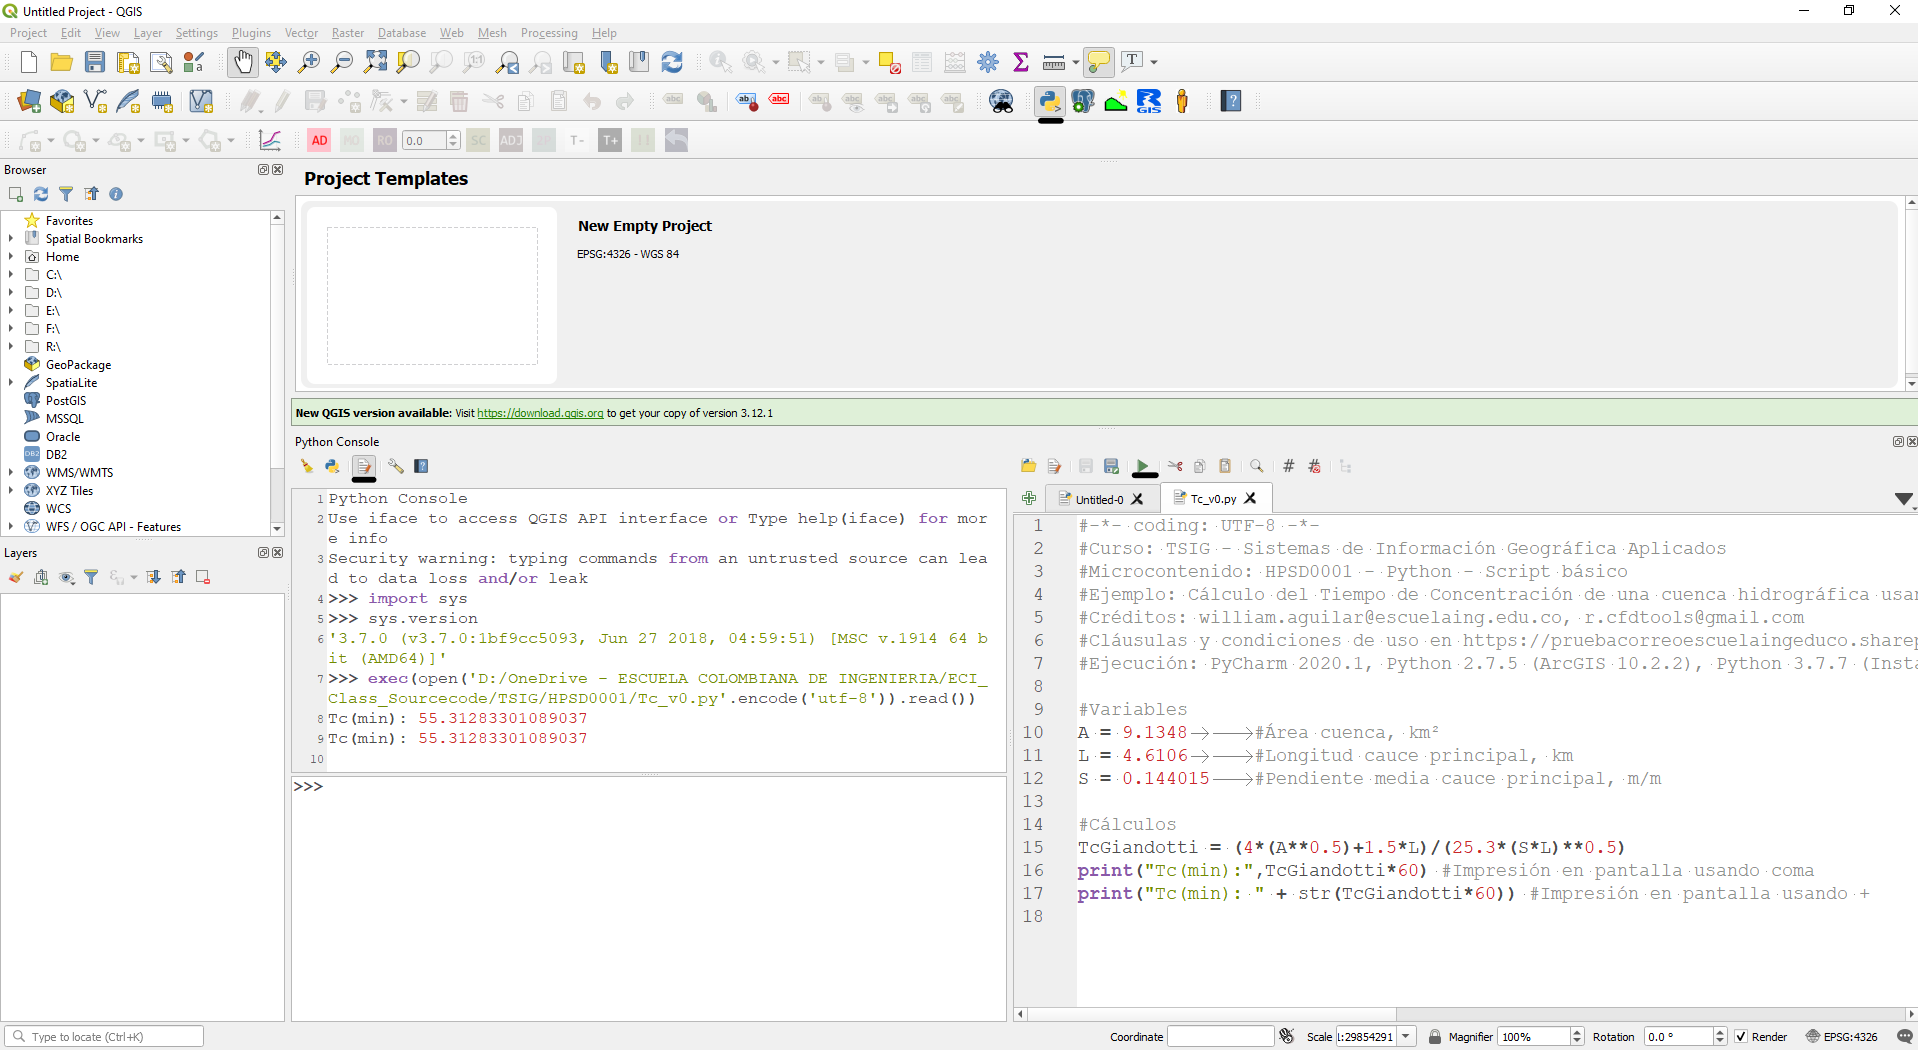 Untitled Project - QGIS
Project Edit View Layer Settings Plugins Vector Raster Database Web Mesh Processing Help
abc abc
AD MO RO 0.0 SC ADJ T- T+
Browser
Favorites
Spatial Bookmarks
Home
C:\
D:\
E:\
F:\
R:\
GeoPackage
SpatiaLite
PostGIS
MSSQL
Oracle
DB2
WMS/WMTS
XYZ Tiles
WCS
WFS / OGC API - Features
Layers
Type to locate (Ctrl+K)
Project Templates
New Empty Project
EPSG:4326 - WGS 84
New QGIS version available: Visit https://download.qgis.org to get your copy of version 3.12.1
Python Console
1 Python Console
2 Use iface to access QGIS API interface or Type help(iface) for mor
e info
3 Security warning: typing commands from an untrusted source can lea
d to data loss and/or leak
4 >>> import sys
5 >>> sys.version
6 '3.7.0 (v3.7.0:1bf9cc5093, Jun 27 2018, 04:59:51) [MSC v.1914 64 b
it (AMD64)]'
7 >>> exec(open('D:/OneDrive - ESCUELA COLOMBIANA DE INGENIERIA/ECI_
Class_Sourcecode/TSIG/HPSD0001/Tc_v0.py'.encode('utf-8')).read())
8 Tc(min): 55.31283301089037
9 Tc(min): 55.31283301089037
10
>>>
Untitled-0 Tc_v0.py
1 #-*- coding: UTF-8 -*-
2 #Curso: TSIG - Sistemas de Información Geográfica Aplicados
3 #Microcontenido: HPSD0001 - Python - Script básico
4 #Ejemplo: Cálculo del Tiempo de Concentración de una cuenca hidrográfica usan
5 #Créditos: william.aguilar@escuelaing.edu.co, r.cfdtools@gmail.com
6 #Cláusulas y condiciones de uso en https://pruebacorreoescuelaingeduco.sharep
7 #Ejecución: PyCharm 2020.1, Python 2.7.5 (ArcGIS 10.2.2), Python 3.7.7 (Insta
8
9 #Variables
10 A = 9.1348 #Área cuenca, km²
11 L = 4.6106 #Longitud cauce principal, km
12 S = 0.144015 #Pendiente media cauce principal, m/m
13
14 #Cálculos
15 TcGiandotti = (4*(A**0.5)+1.5*L)/(25.3*(S*L)**0.5)
16 print("Tc(min):",TcGiandotti*60) #Impresión en pantalla usando coma
17 print("Tc(min): " + str(TcGiandotti*60)) #Impresión en pantalla usando +
18
Coordinate Scale 1:29854291 Magnifier 100% Rotation 0.0 ° Render EPSG:4326